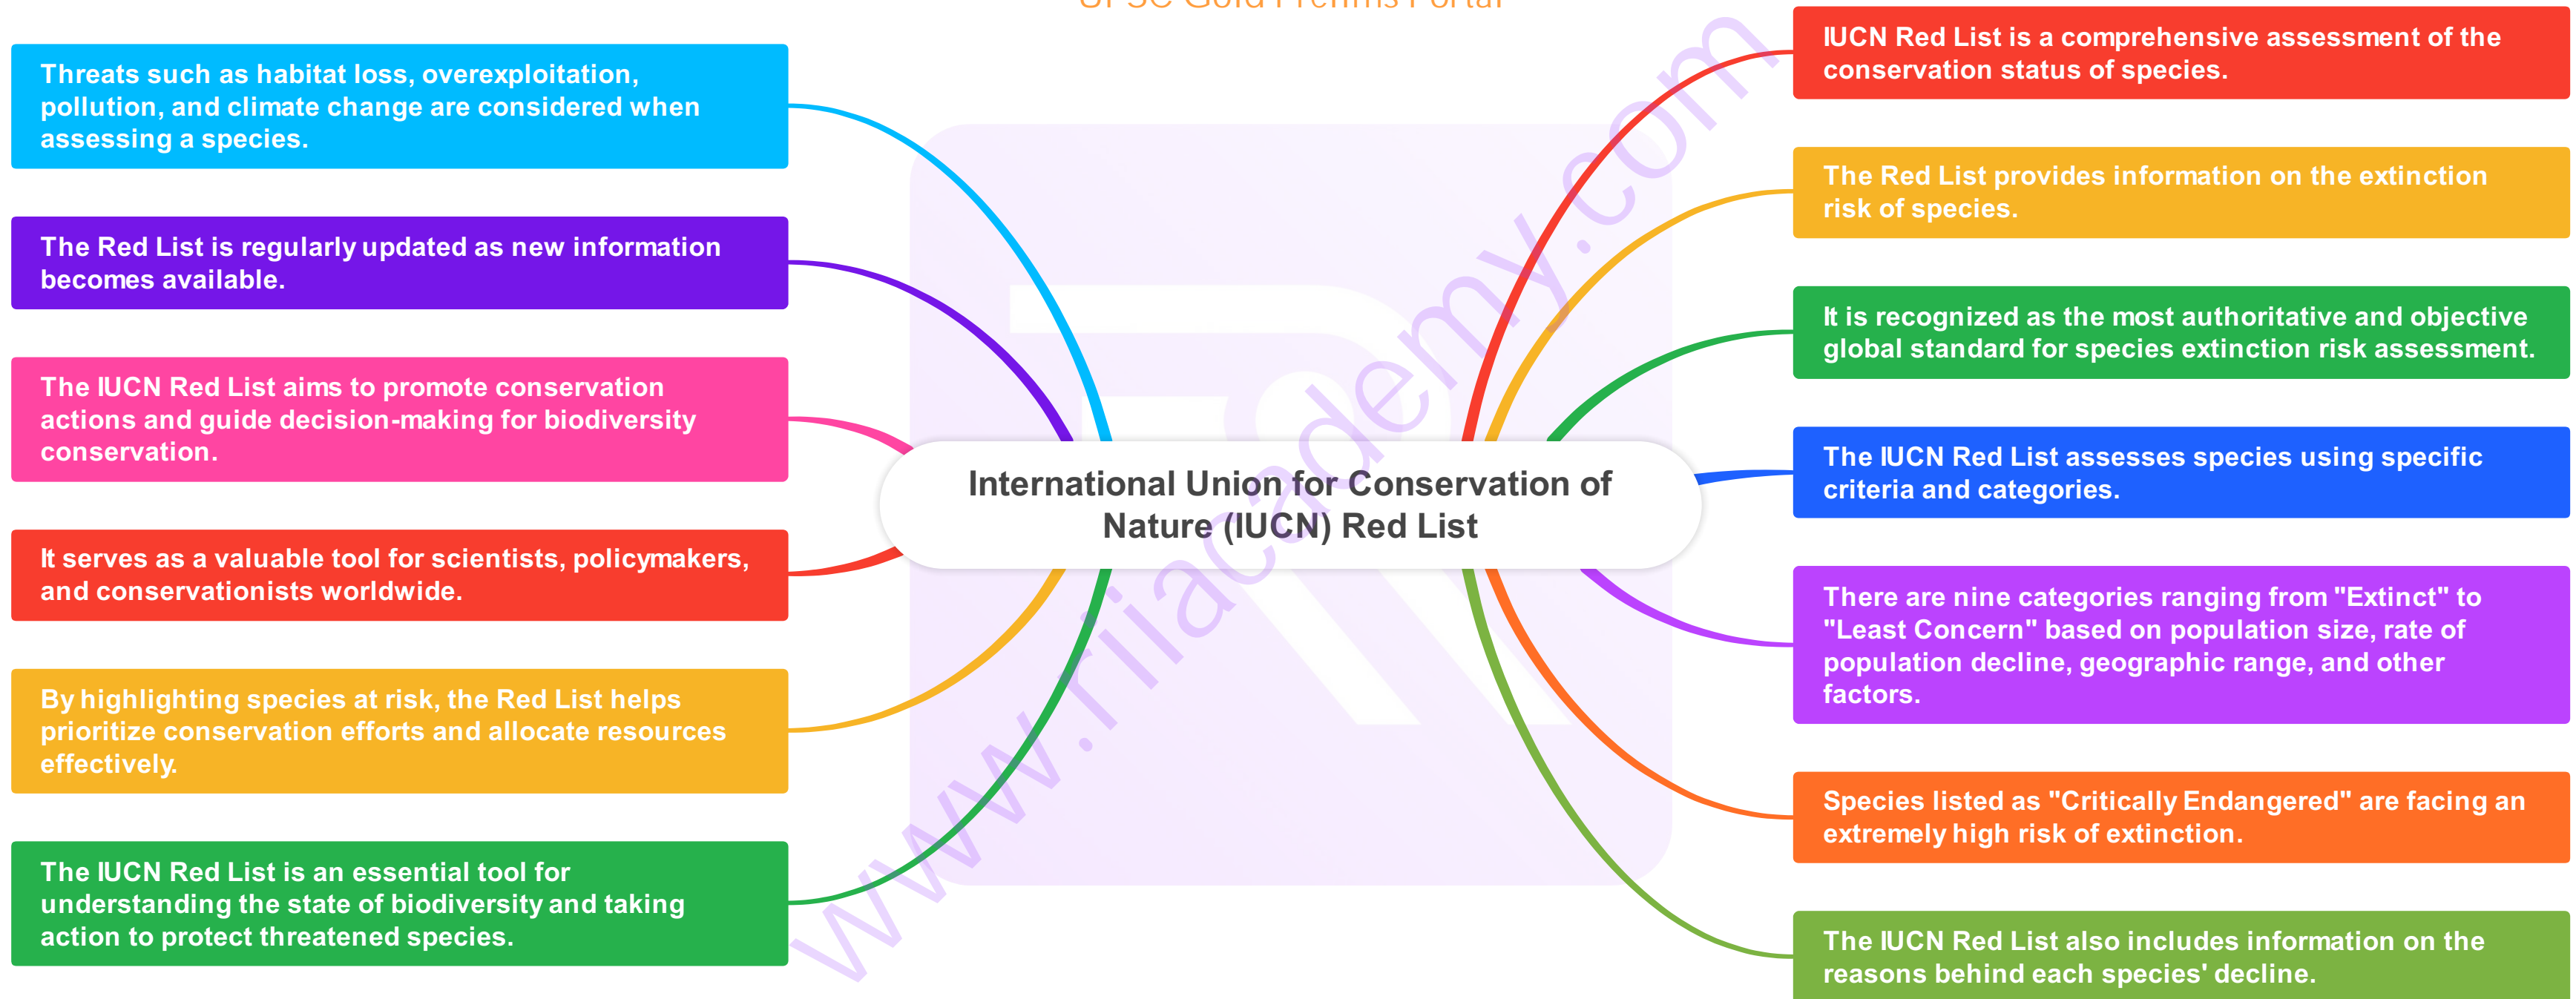 UPSC Gold Prelims Portal
Threats such as habitat loss, overexploitation,
pollution, and climate change are considered when
assessing a species.
The Red List is regularly updated as new information
becomes available.
The IUCN Red List aims to promote conservation
actions and guide decision-making for biodiversity
conservation.
It serves as a valuable tool for scientists, policymakers,
and conservationists worldwide.
By highlighting species at risk, the Red List helps
prioritize conservation efforts and allocate resources
effectively.
The IUCN Red List is an essential tool for
understanding the state of biodiversity and taking
action to protect threatened species.
International Union for Conservation of
Nature (IUCN) Red List
IUCN Red List is a comprehensive assessment of the
conservation status of species.
The Red List provides information on the extinction
risk of species.
It is recognized as the most authoritative and objective
global standard for species extinction risk assessment.
The IUCN Red List assesses species using specific
criteria and categories.
There are nine categories ranging from "Extinct" to
"Least Concern" based on population size, rate of
population decline, geographic range, and other
factors.
Species listed as "Critically Endangered" are facing an
extremely high risk of extinction.
The IUCN Red List also includes information on the
reasons behind each species' decline.
www.riiacademy.com